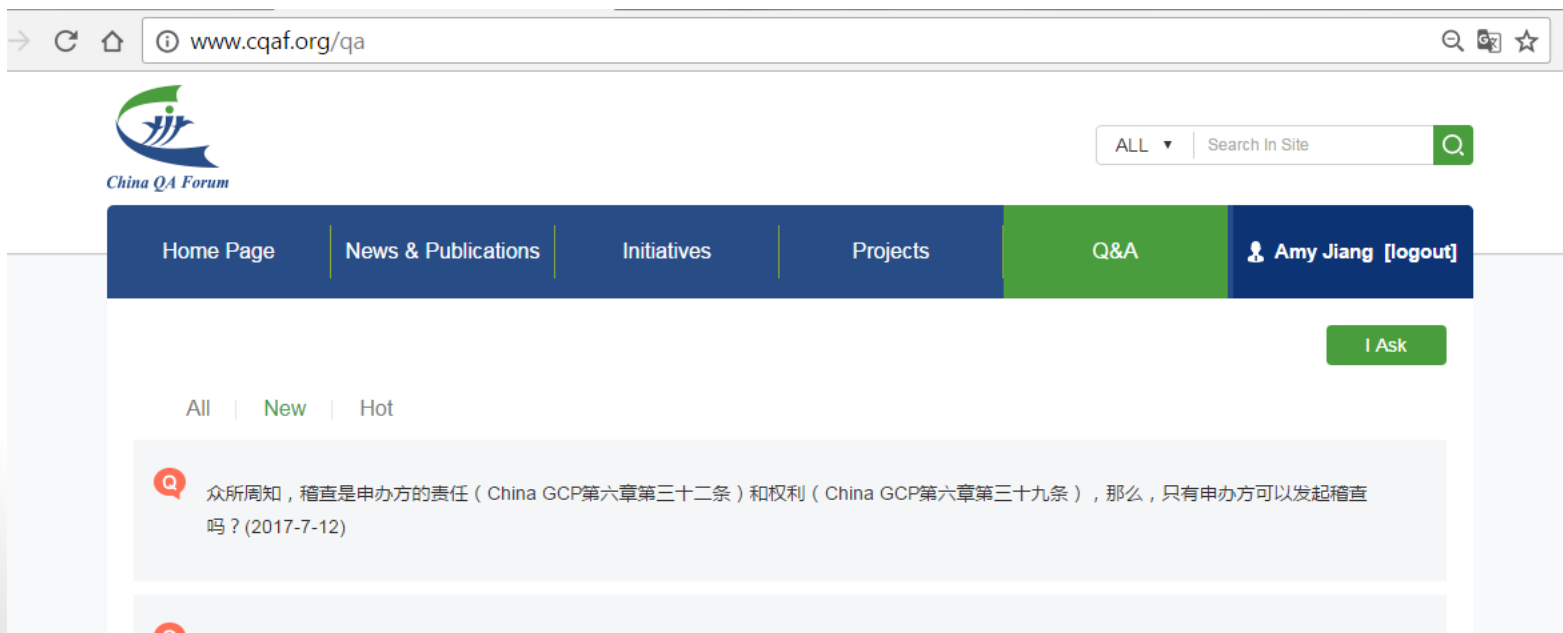 www.cqaf.org/qa
China QA Forum
ALL ▼ Search In Site
Home Page News & Publications Initiatives Projects Q&A Amy Jiang [logout]
I Ask
All New Hot
Q
众所周知，稽查是申办方的责任（China GCP第六章第三十二条）和权利（China GCP第六章第三十九条），那么，只有申办方可以发起稽查
吗？(2017-7-12)